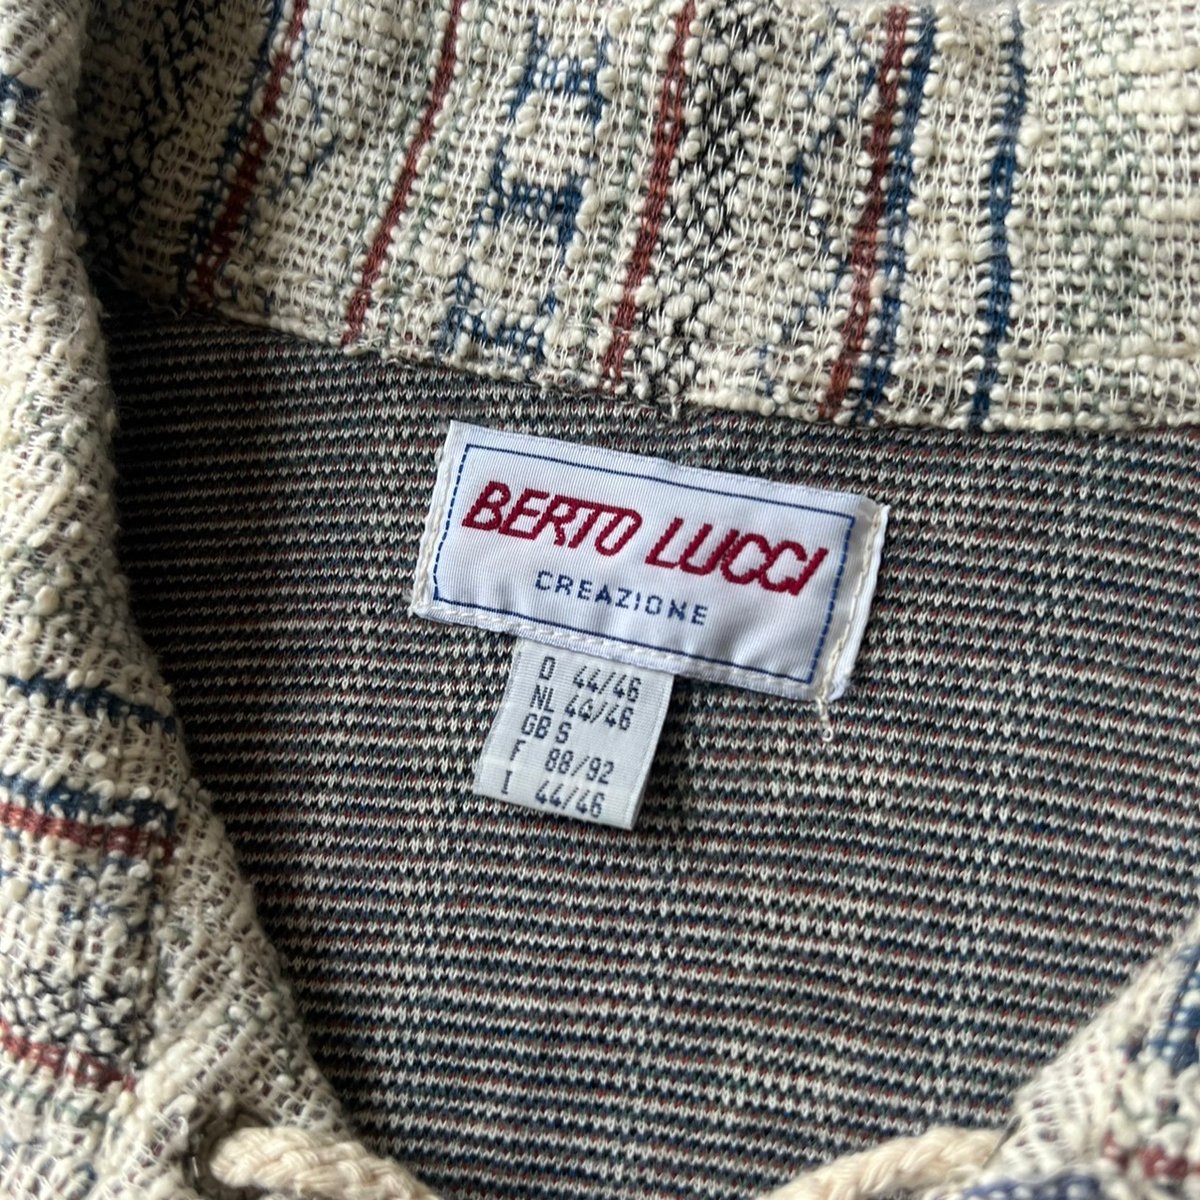 BERTO LUCCI
CREAZIONE
D 44/46
NL 44/46
GB S
F 88/92
I 44/46